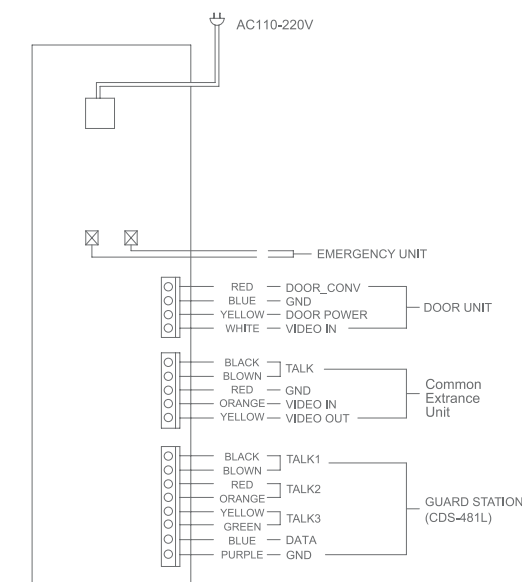 AC110-220V
EMERGENCY UNIT
RED DOOR_CONV
BLUE GND
YELLOW DOOR POWER
WHITE VIDEO IN
DOOR UNIT
BLACK
BLOWN
TALK
RED GND
ORANGE VIDEO IN
YELLOW VIDEO OUT
Common
Extrance
Unit
BLACK
BLOWN
TALK1
RED
ORANGE
TALK2
YELLOW
GREEN
TALK3
BLUE DATA
PURPLE GND
GUARD STATION
(CDS-481L)